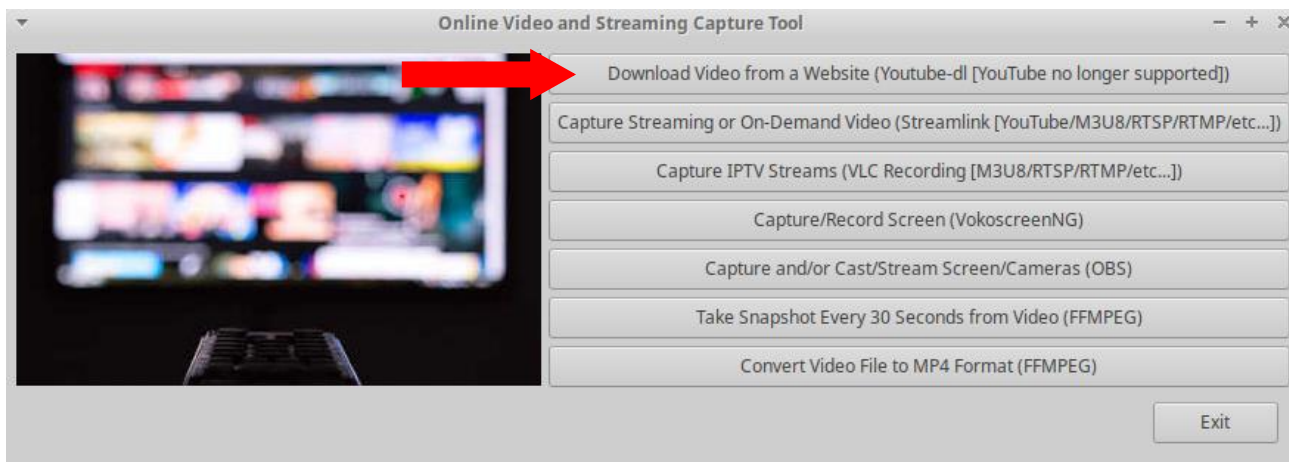 Online Video and Streaming Capture Tool
Download Video from a Website (Youtube-dl [YouTube no longer supported])
Capture Streaming or On-Demand Video (Streamlink [YouTube/M3U8/RTSP/RTMP/etc...])
Capture IPTV Streams (VLC Recording [M3U8/RTSP/RTMP/etc...])
Capture/Record Screen (VokoscreenNG)
Capture and/or Cast/Stream Screen/Cameras (OBS)
Take Snapshot Every 30 Seconds from Video (FFMPEG)
Convert Video File to MP4 Format (FFMPEG)
Exit